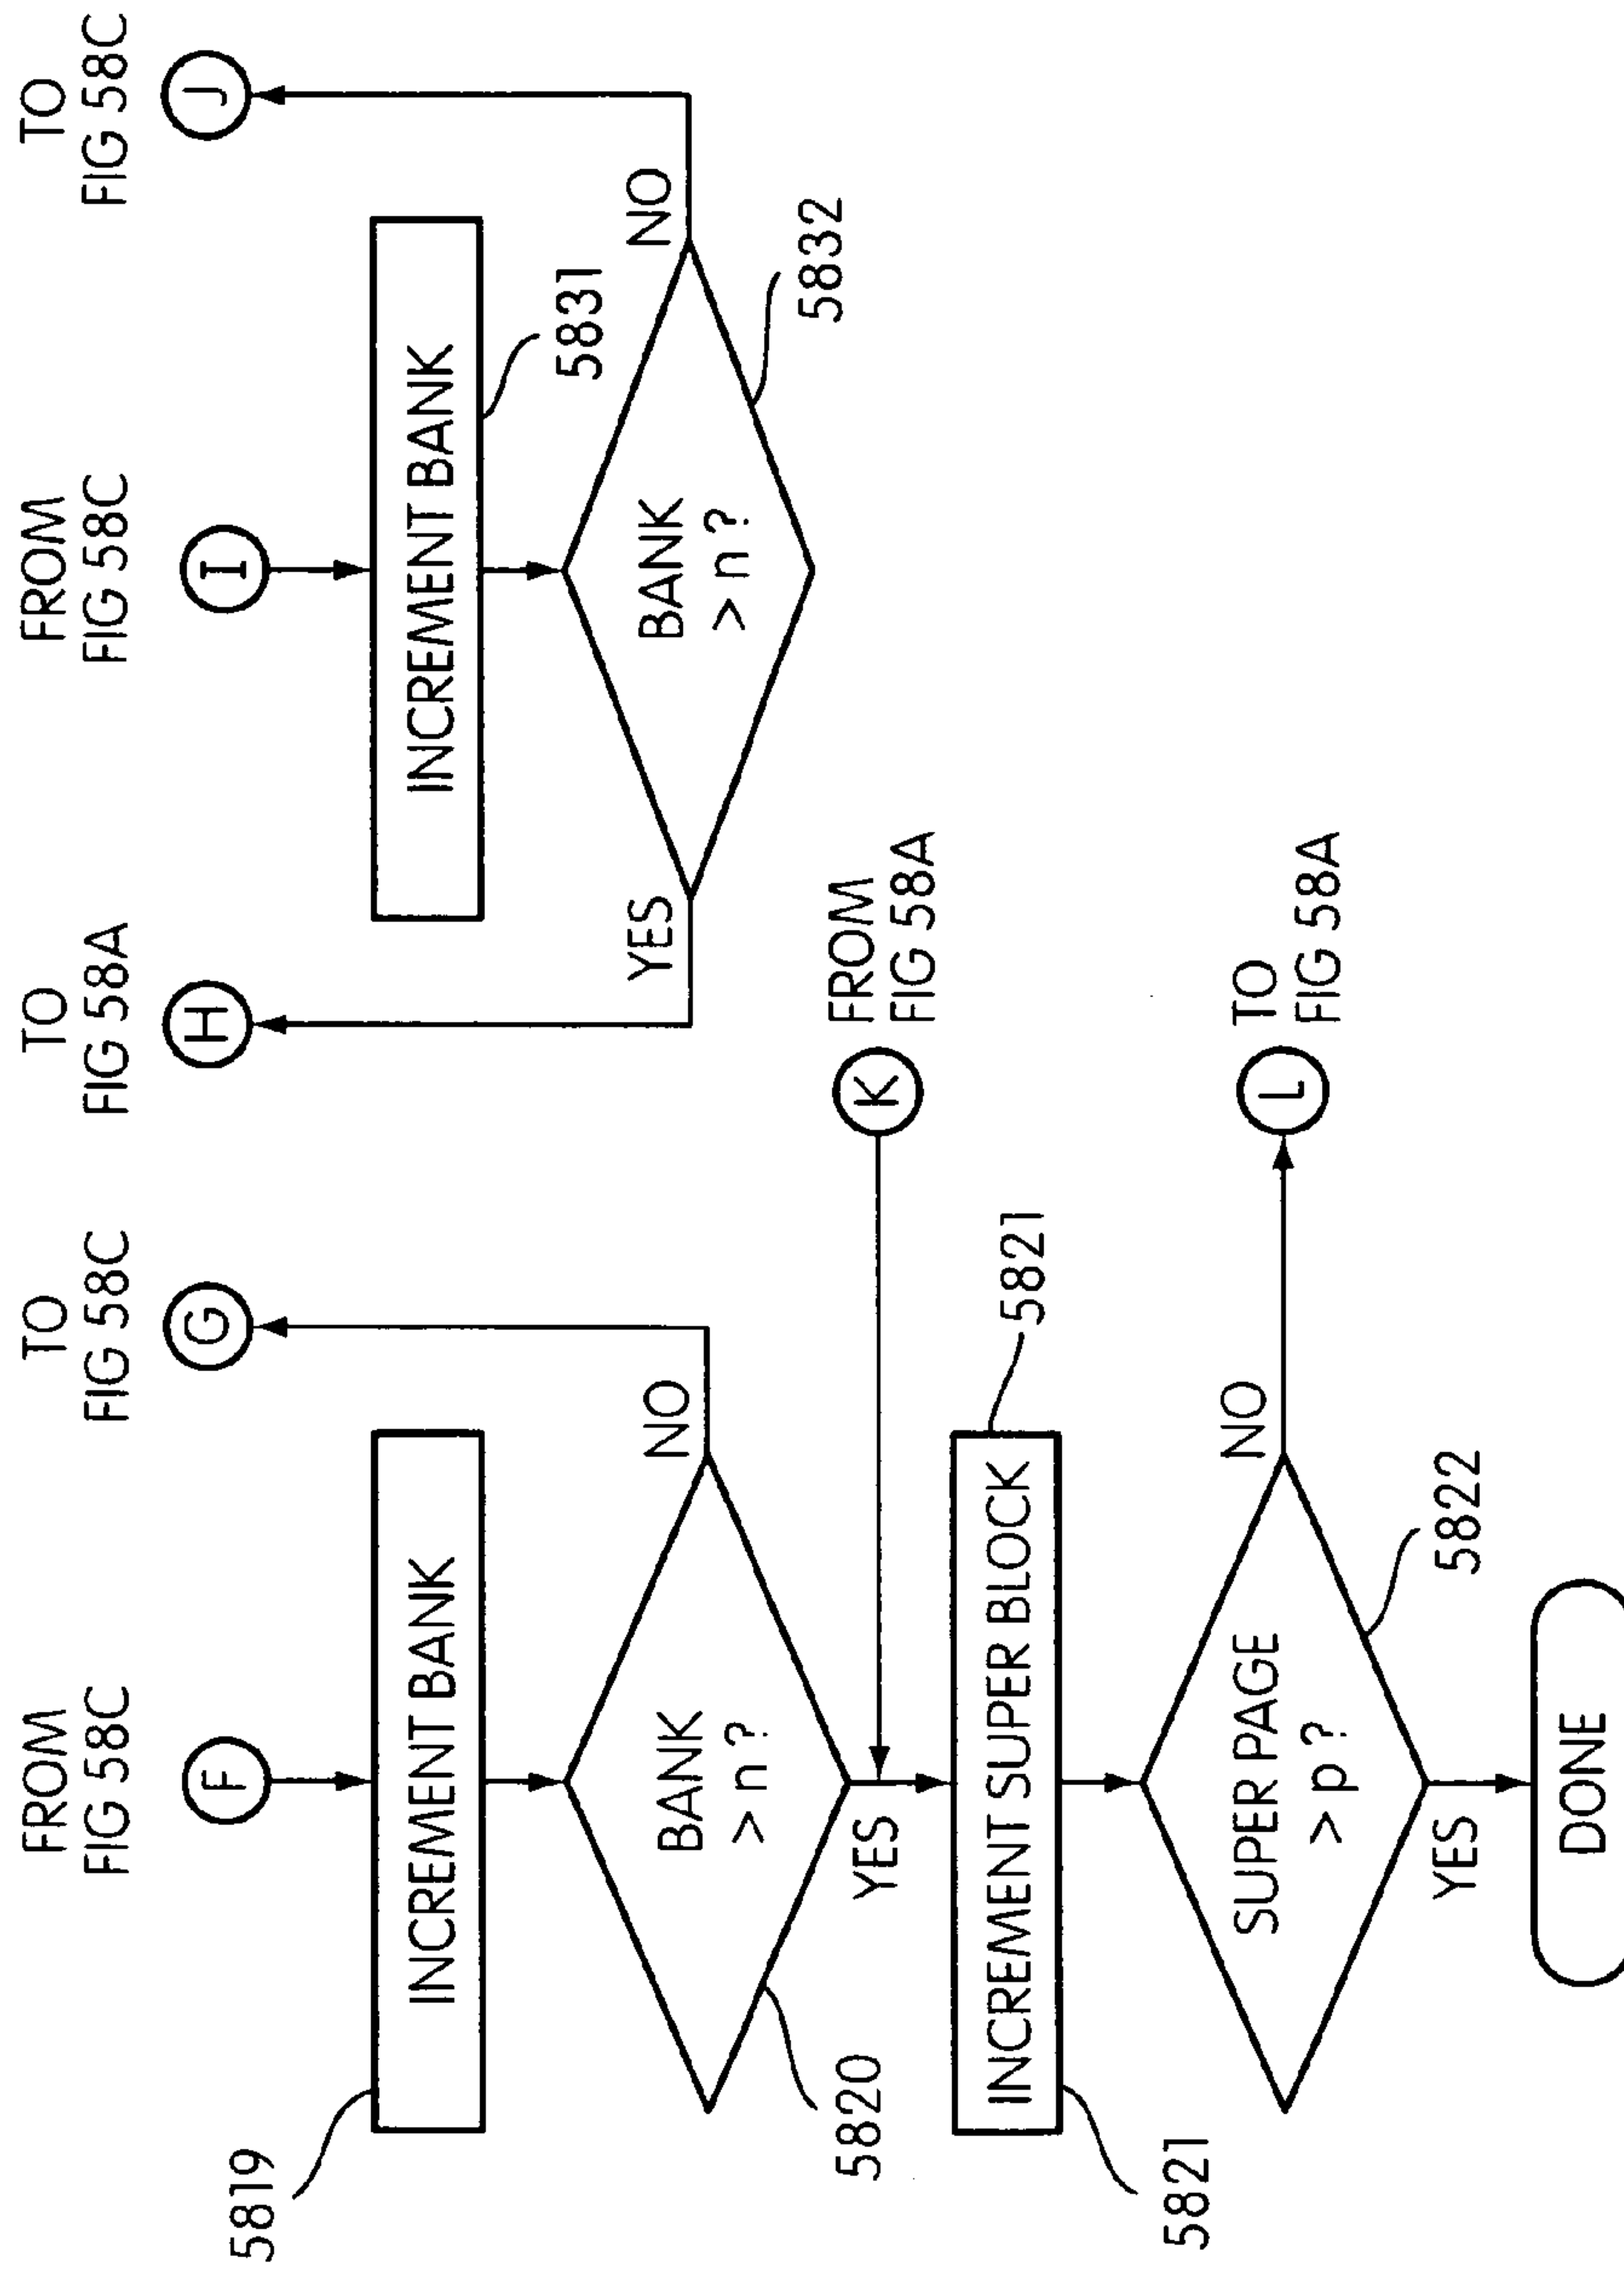 FROM
FIG 58C
F
TO
FIG 58C
G
5819
INCREMENT BANK
BANK
> n ?
NO
YES
5820
FROM
FIG 58A
K
5821
INCREMENT SUPER BLOCK
5821
SUPER PAGE
> p ?
NO
YES
5822
L
TO
FIG 58A
DONE
TO
FIG 58A
H
FROM
FIG 58C
I
TO
FIG 58C
J
INCREMENT BANK
5831
YES
BANK
> n ?
NO
5832